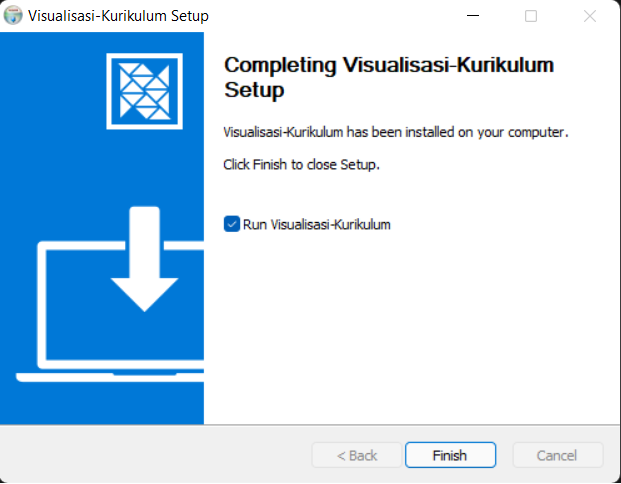 Visualisasi-Kurikulum Setup
Completing Visualisasi-Kurikulum
Setup
Visualisasi-Kurikulum has been installed on your computer.
Click Finish to close Setup.
Run Visualisasi-Kurikulum
< Back
Finish
Cancel